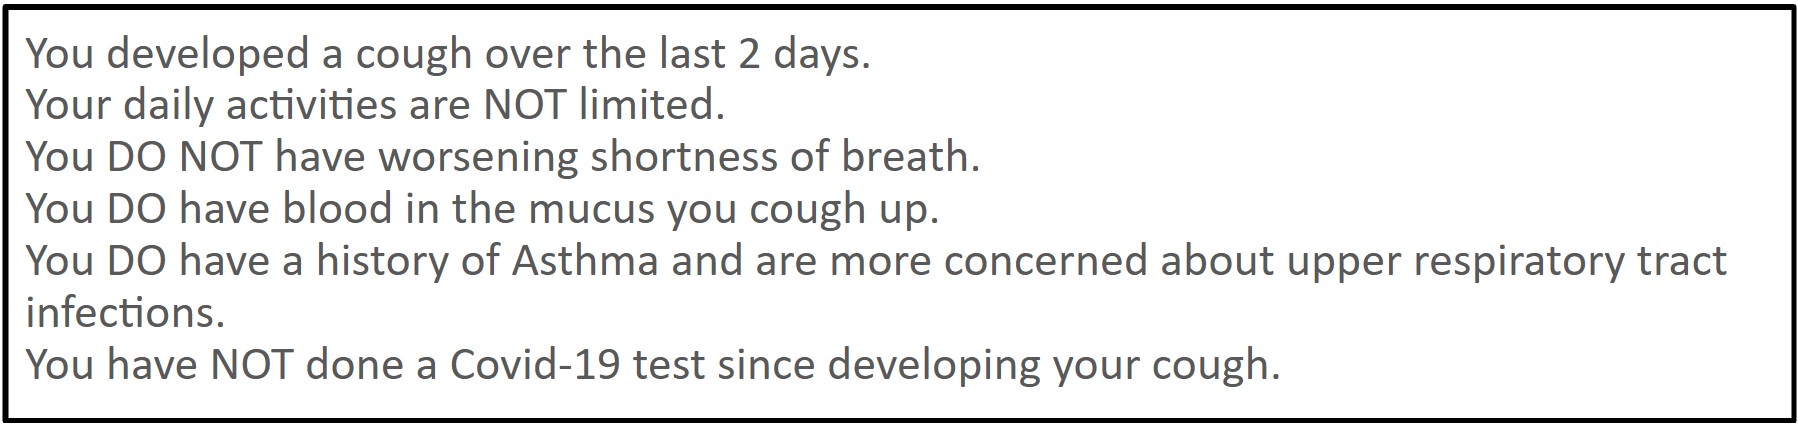 You developed a cough over the last 2 days.
Your daily activities are NOT limited.
You DO NOT have worsening shortness of breath.
You DO have blood in the mucus you cough up.
You DO have a history of Asthma and are more concerned about upper respiratory tract
infections.
You have NOT done a Covid-19 test since developing your cough.